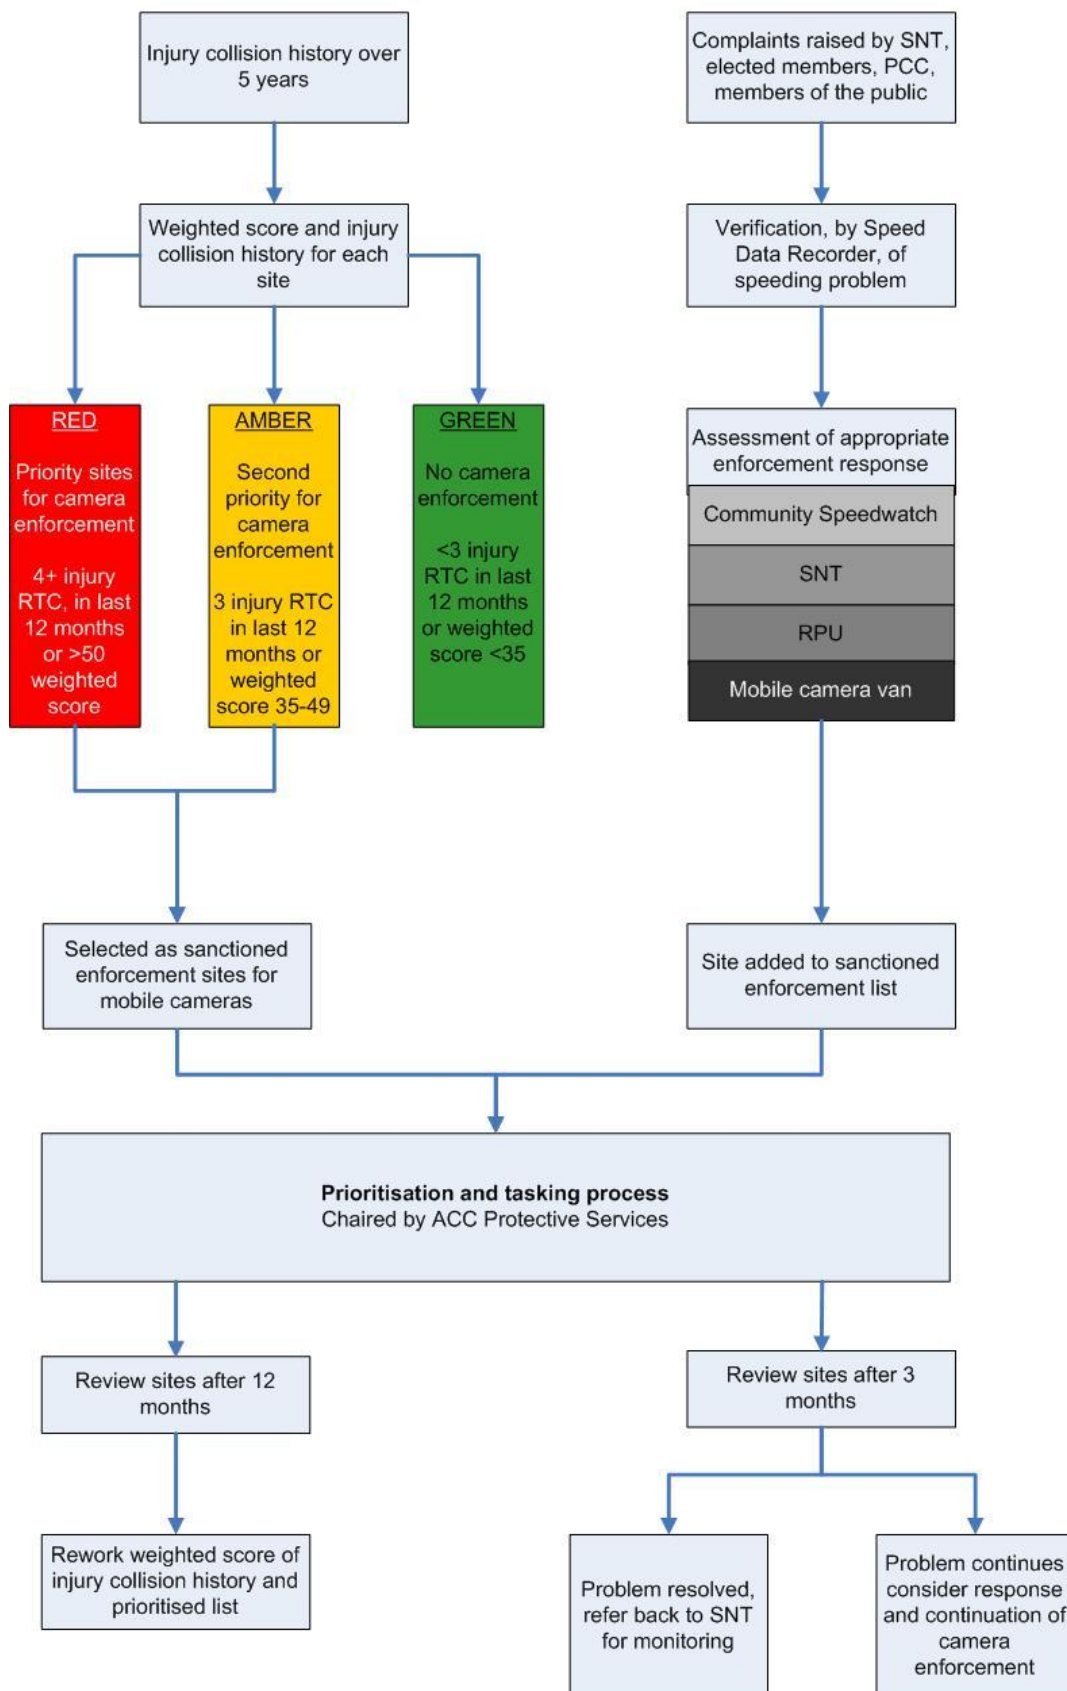 Injury collision history over
5 years
Complaints raised by SNT,
elected members, PCC,
members of the public
Weighted score and injury
collision history for each
site
Verification, by Speed
Data Recorder, of
speeding problem
RED
Priority sites
for camera
enforcement
4+ injury
RTC, in last
12 months
or >50
weighted
score
AMBER
Second
priority for
camera
enforcement
3 injury RTC
in last 12
months or
weighted
score 35-49
GREEN
No camera
enforcement
<3 injury
RTC in last
12 months
or weighted
score <35
Assessment of appropriate
enforcement response
Community Speedwatch
SNT
RPU
Mobile camera van
Selected as sanctioned
enforcement sites for
mobile cameras
Site added to sanctioned
enforcement list
Prioritisation and tasking process
Chaired by ACC Protective Services
Review sites after 12
months
Review sites after 3
months
Rework weighted score of
injury collision history and
prioritised list
Problem resolved,
refer back to SNT
for monitoring
Problem continues
consider response
and continuation of
camera
enforcement